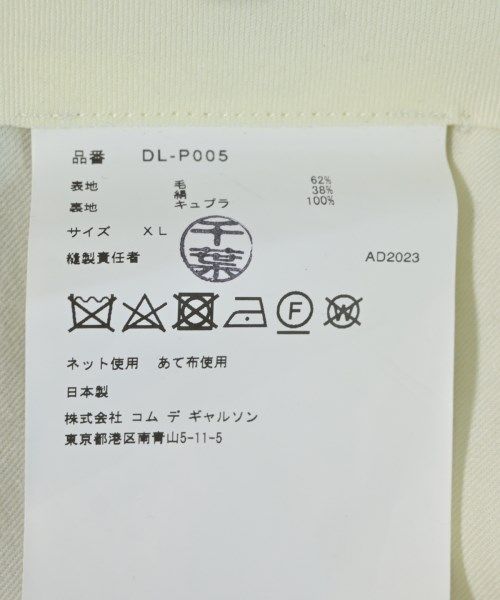 品番 DL-P005
表地 毛 62%
絹 38%
裏地 キュプラ 100%
サイズ XL
千葉
縫製責任者 AD2023
F W
ネット使用 あて布使用
日本製
株式会社 コム デ ギャルソン
東京都港区南青山5-11-5